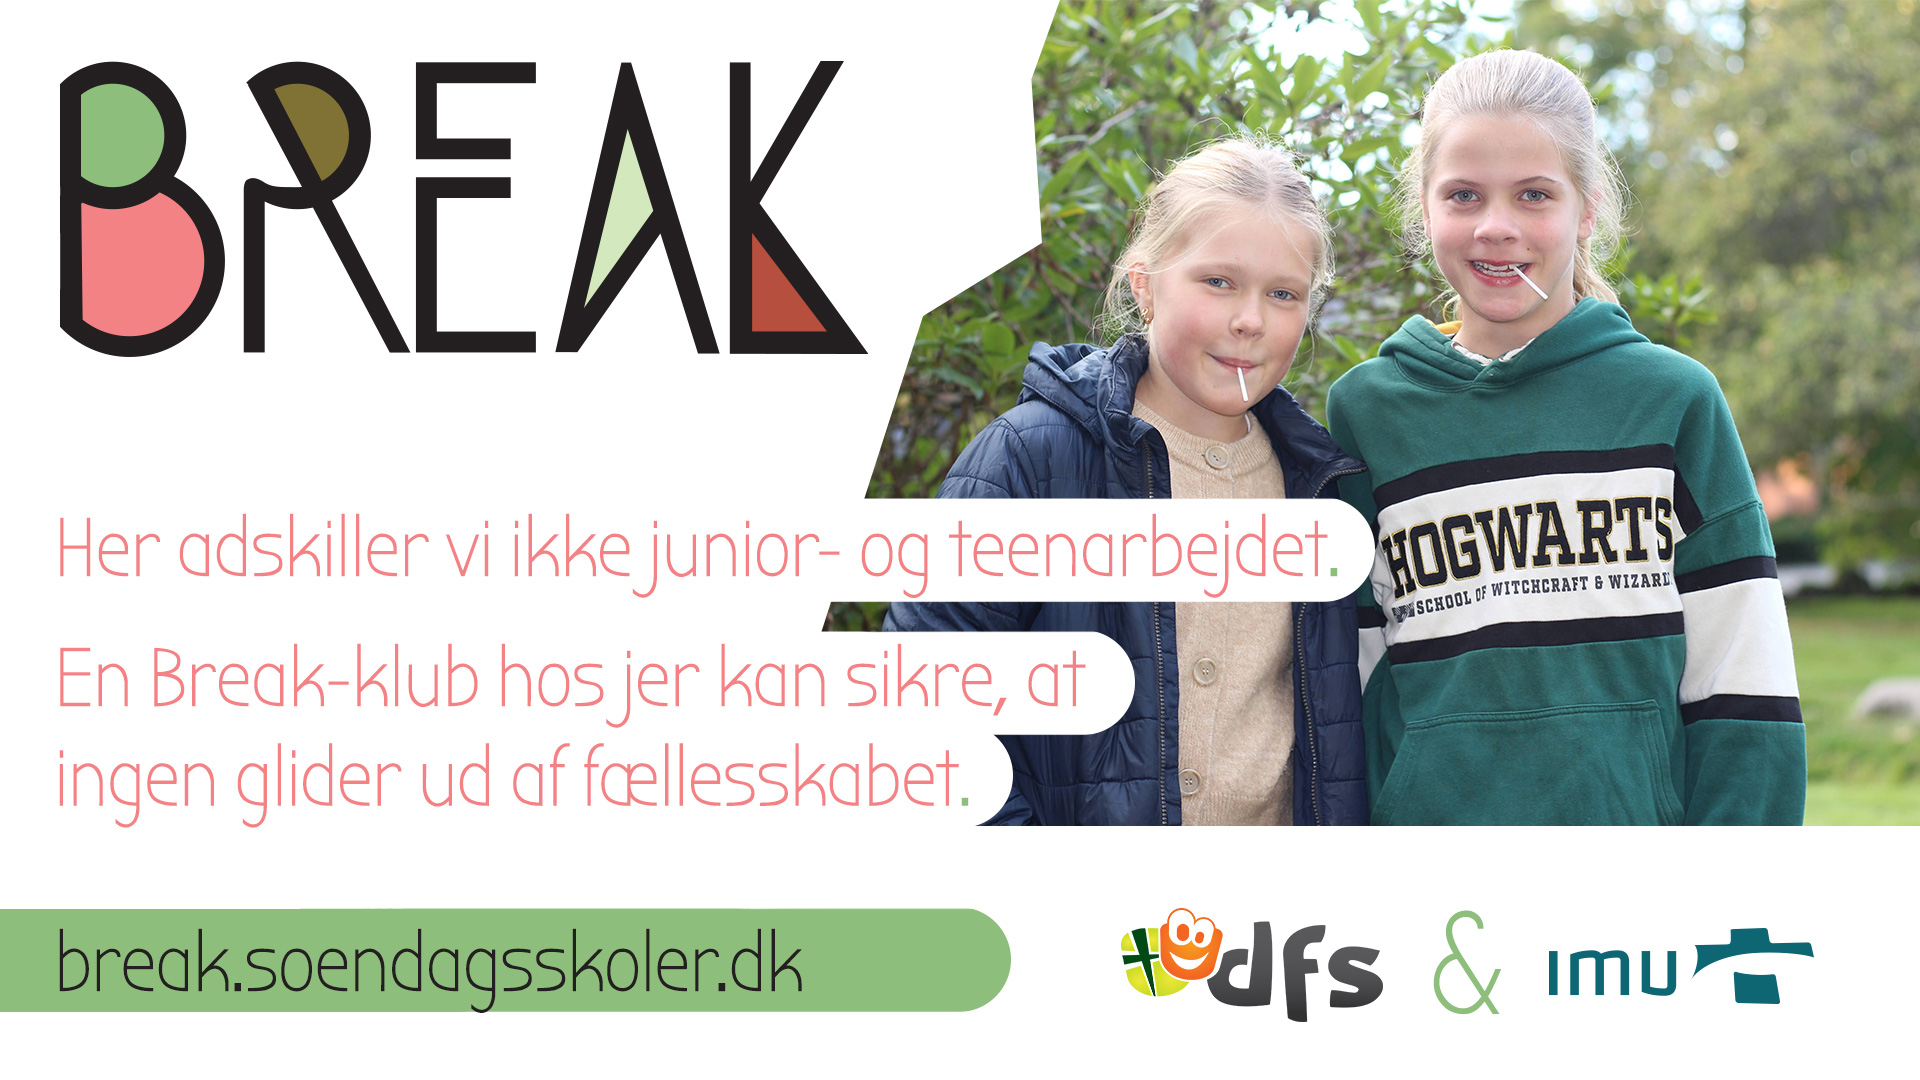 BREAK
Her adskiller vi ikke junior- og teenarbejdet.
En Break-klub hos jer kan sikre, at
ingen glider ud af fællesskabet.
HOGWARTS
SCHOOL OF WITCHCRAFT &
break.soendagsskoler.dk
dfs & imu